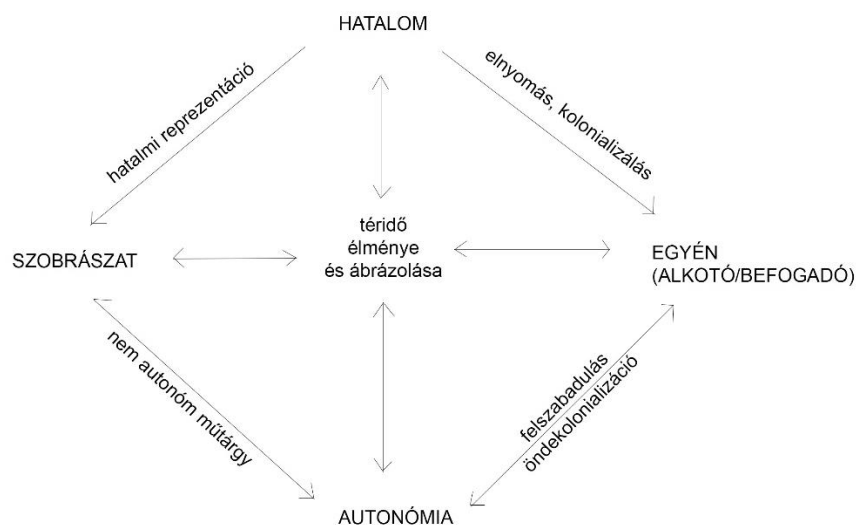 HATALOM
hatalmi reprezentáció
elnyomás, kolonializálás
téridő
élménye
és ábrázolása
SZOBRÁSZAT
EGYÉN
(ALKOTÓ/BEFOGADÓ)
nem autonóm műtárgy
felszabadulás
öndekolonializáció
AUTONÓMIA